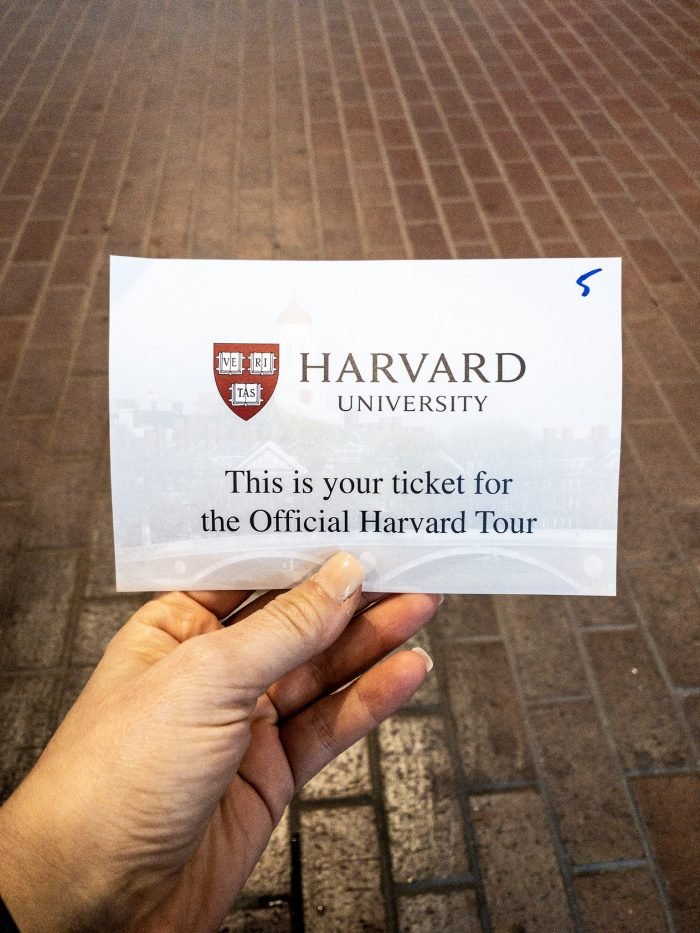 5
VE RI
TAS
HARVARD
UNIVERSITY
This is your ticket for
the Official Harvard Tour